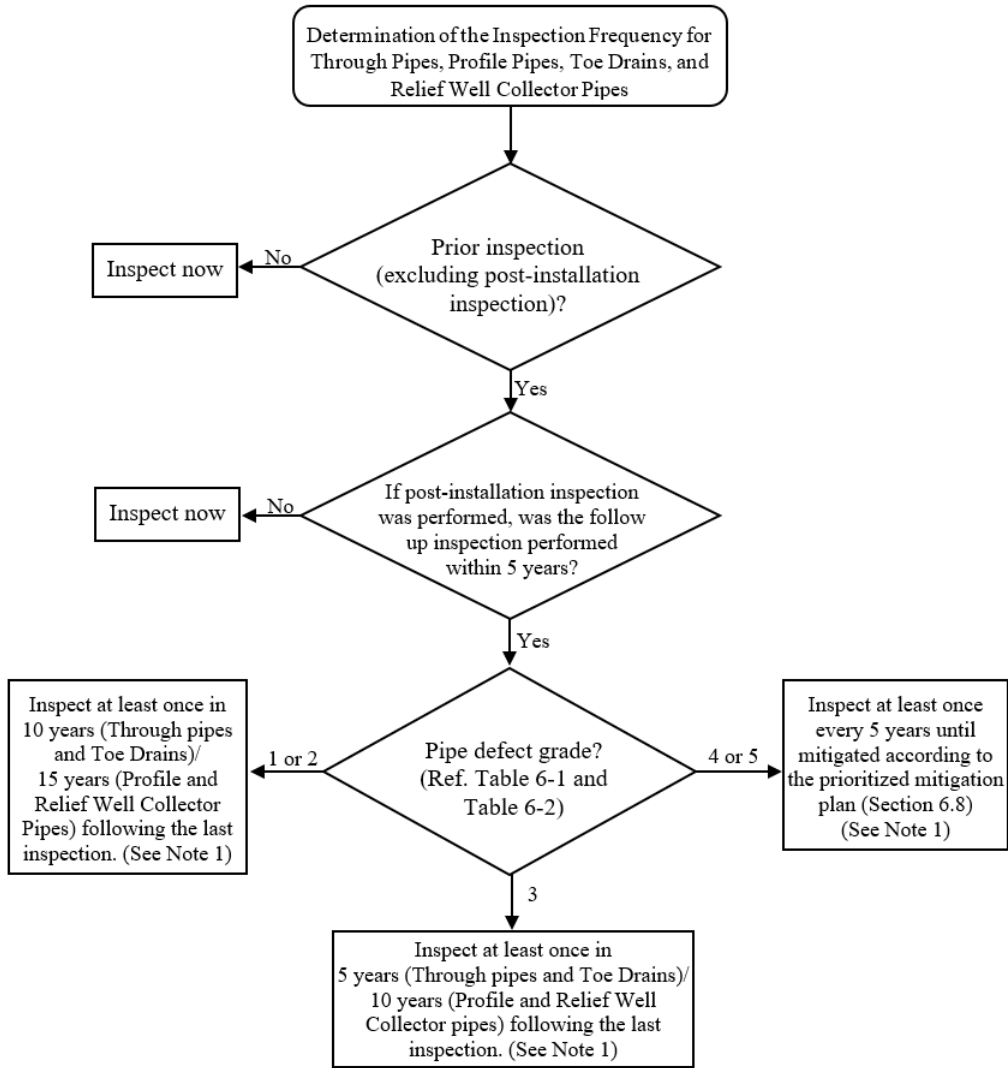 Determination of the Inspection Frequency for
Through Pipes, Profile Pipes, Toe Drains, and
Relief Well Collector Pipes
Prior inspection
(excluding post-installation
inspection)?
No
Inspect now
Yes
If post-installation inspection
was performed, was the follow
up inspection performed
within 5 years?
No
Inspect now
Yes
Pipe defect grade?
(Ref. Table 6-1 and
Table 6-2)
1 or 2
Inspect at least once in
10 years (Through pipes
and Toe Drains)/
15 years (Profile and
Relief Well Collector
Pipes) following the last
inspection. (See Note 1)
4 or 5
Inspect at least once
every 5 years until
mitigated according to
the prioritized mitigation
plan (Section 6.8)
(See Note 1)
3
Inspect at least once in
5 years (Through pipes and Toe Drains)/
10 years (Profile and Relief Well
Collector pipes) following the last
inspection. (See Note 1)